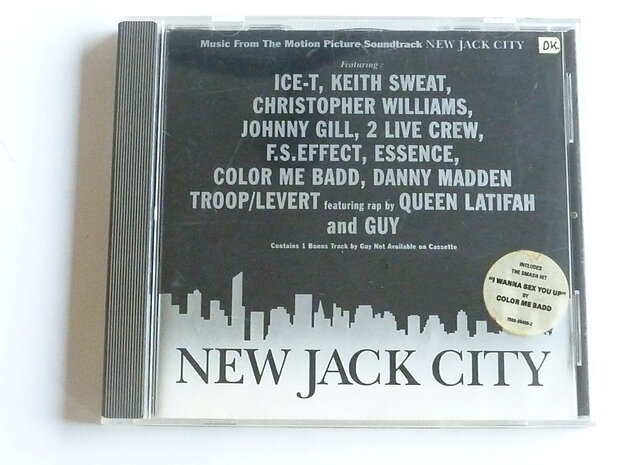 Music From The Motion Picture Soundtrack NEW JACK CITY
DK
Featuring:
ICE-T, KEITH SWEAT,
CHRISTOPHER WILLIAMS,
JOHNNY GILL, 2 LIVE CREW,
F.S.EFFECT, ESSENCE,
COLOR ME BADD, DANNY MADDEN
TROOP/LEVERT featuring rap by QUEEN LATIFAH
and GUY
Contains 1 Bonus Track by Guy Not Available on Cassette
INCLUDES
THE SMASH HIT
"I WANNA SEX YOU UP"
BY
COLOR ME BADD
NEW JACK CITY